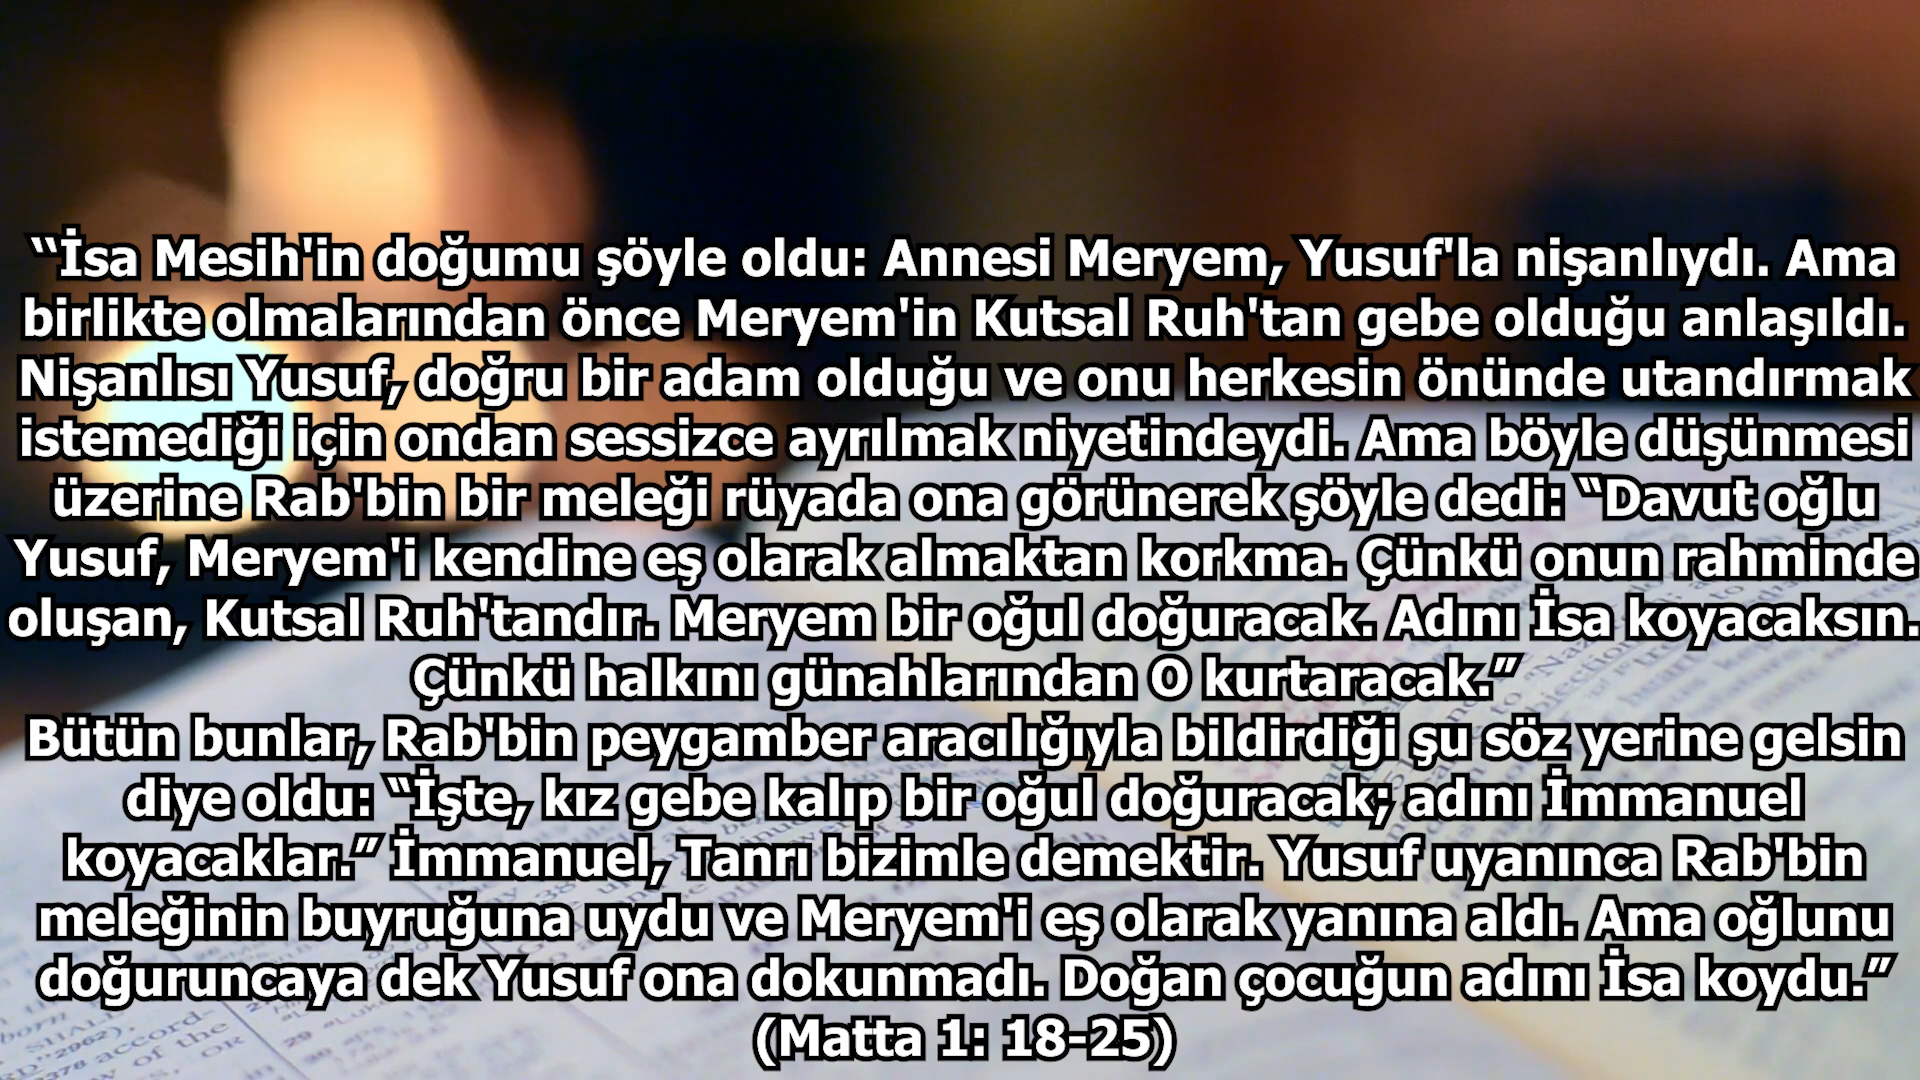 “İsa Mesih'in doğumu şöyle oldu: Annesi Meryem, Yusuf'la nişanlıydı. Ama
birlikte olmalarından önce Meryem'in Kutsal Ruh'tan gebe olduğu anlaşıldı.
Nişanlısı Yusuf, doğru bir adam olduğu ve onu herkesin önünde utandırmak
istemediği için ondan sessizce ayrılmak niyetindeydi. Ama böyle düşünmesi
üzerine Rab'bin bir meleği rüyada ona görünerek şöyle dedi: “Davut oğlu
Yusuf, Meryem'i kendine eş olarak almaktan korkma. Çünkü onun rahminde
oluşan, Kutsal Ruh'tandır. Meryem bir oğul doğuracak. Adını İsa koyacaksın.
Çünkü halkını günahlarından O kurtaracak.”
Bütün bunlar, Rab'bin peygamber aracılığıyla bildirdiği şu söz yerine gelsin
diye oldu: “İşte, kız gebe kalıp bir oğul doğuracak; adını İmmanuel
koyacaklar.” İmmanuel, Tanrı bizimle demektir. Yusuf uyanınca Rab'bin
meleğinin buyruğuna uydu ve Meryem'i eş olarak yanına aldı. Ama oğlunu
doğuruncaya dek Yusuf ona dokunmadı. Doğan çocuğun adını İsa koydu.”
(Matta 1: 18-25)